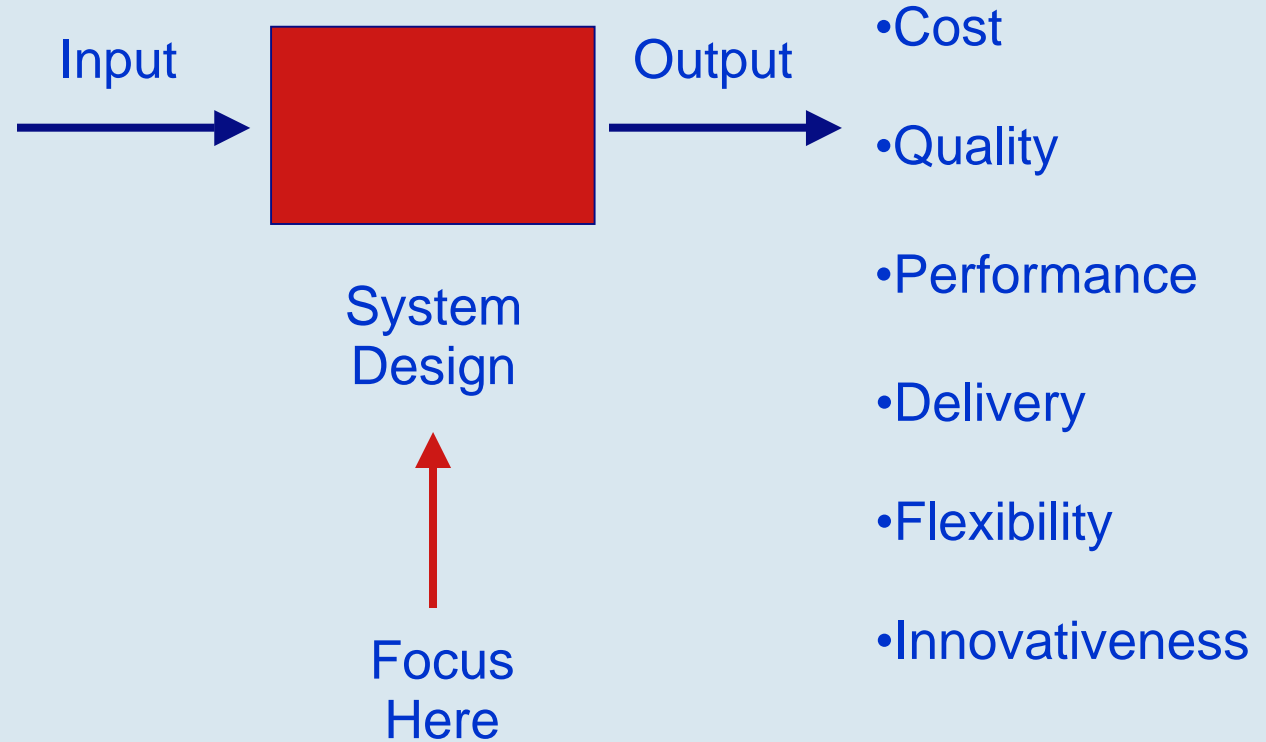 Input
Output
System
Design
Focus
Here
•Cost
•Quality
•Performance
•Delivery
•Flexibility
•Innovativeness